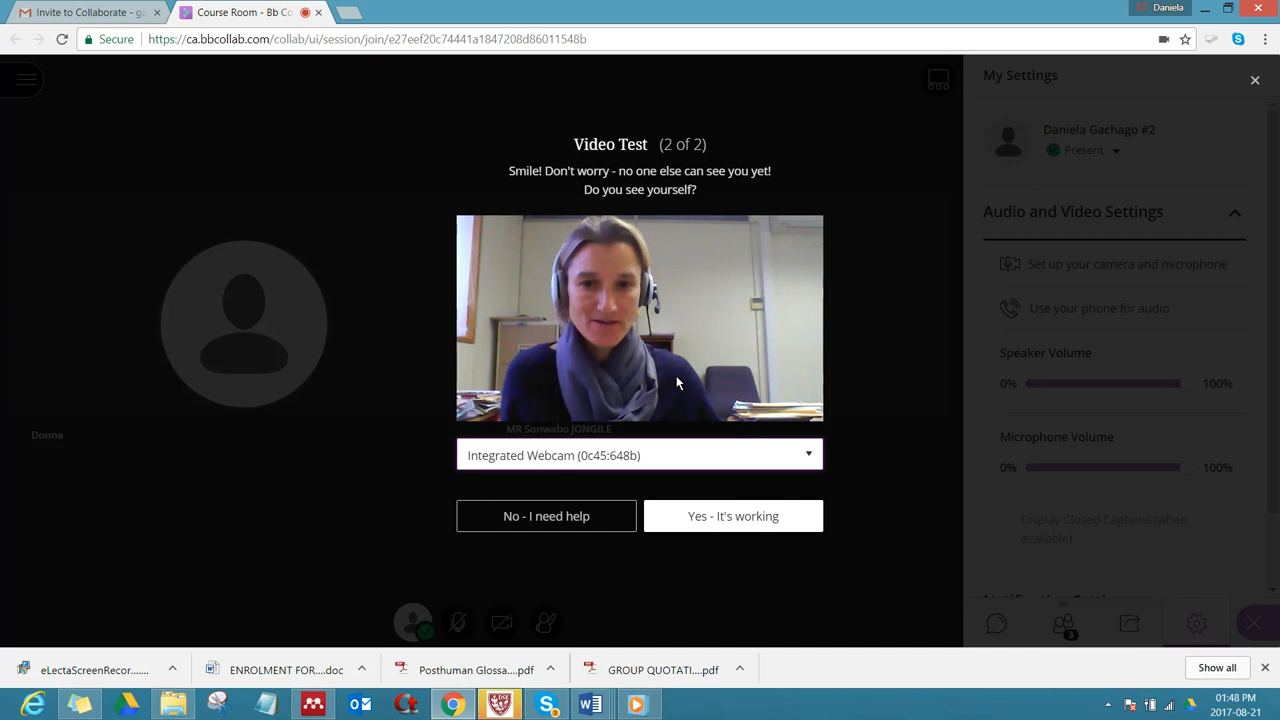 Invite to Collaborate - ga
Course Room - Bb Co
Daniela
Secure
https://ca.bbcollab.com/collab/ui/session/join/e27eef20c74441a1847208d86011548b
My Settings
Daniela Gachago #2
Present
Video Test (2 of 2)
Smile! Don't worry - no one else can see you yet!
Do you see yourself?
Audio and Video Settings
Set up your camera and microphone
Use your phone for audio
Speaker Volume
0% 100%
Donna
MR Sonwabo JONGILE
Microphone Volume
Integrated Webcam (0c45:648b)
0% 100%
No - I need help
Yes - It's working
Display Closed Captions (when
available)
3
eLectaScreenRecor......
ENROLMENT FOR....doc
Posthuman Glossa....pdf
GROUP QUOTATI....pdf
Show all
01:48 PM
2017-08-21